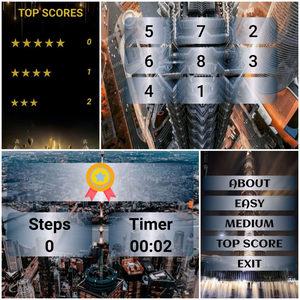 TOP SCORES
★★★★★ 0
★★★★ 1
★★★ 2
5 7 2
6 8 3
4 1
Steps Timer
0 00:02
ABOUT
EASY
MEDIUM
TOP SCORE
EXIT